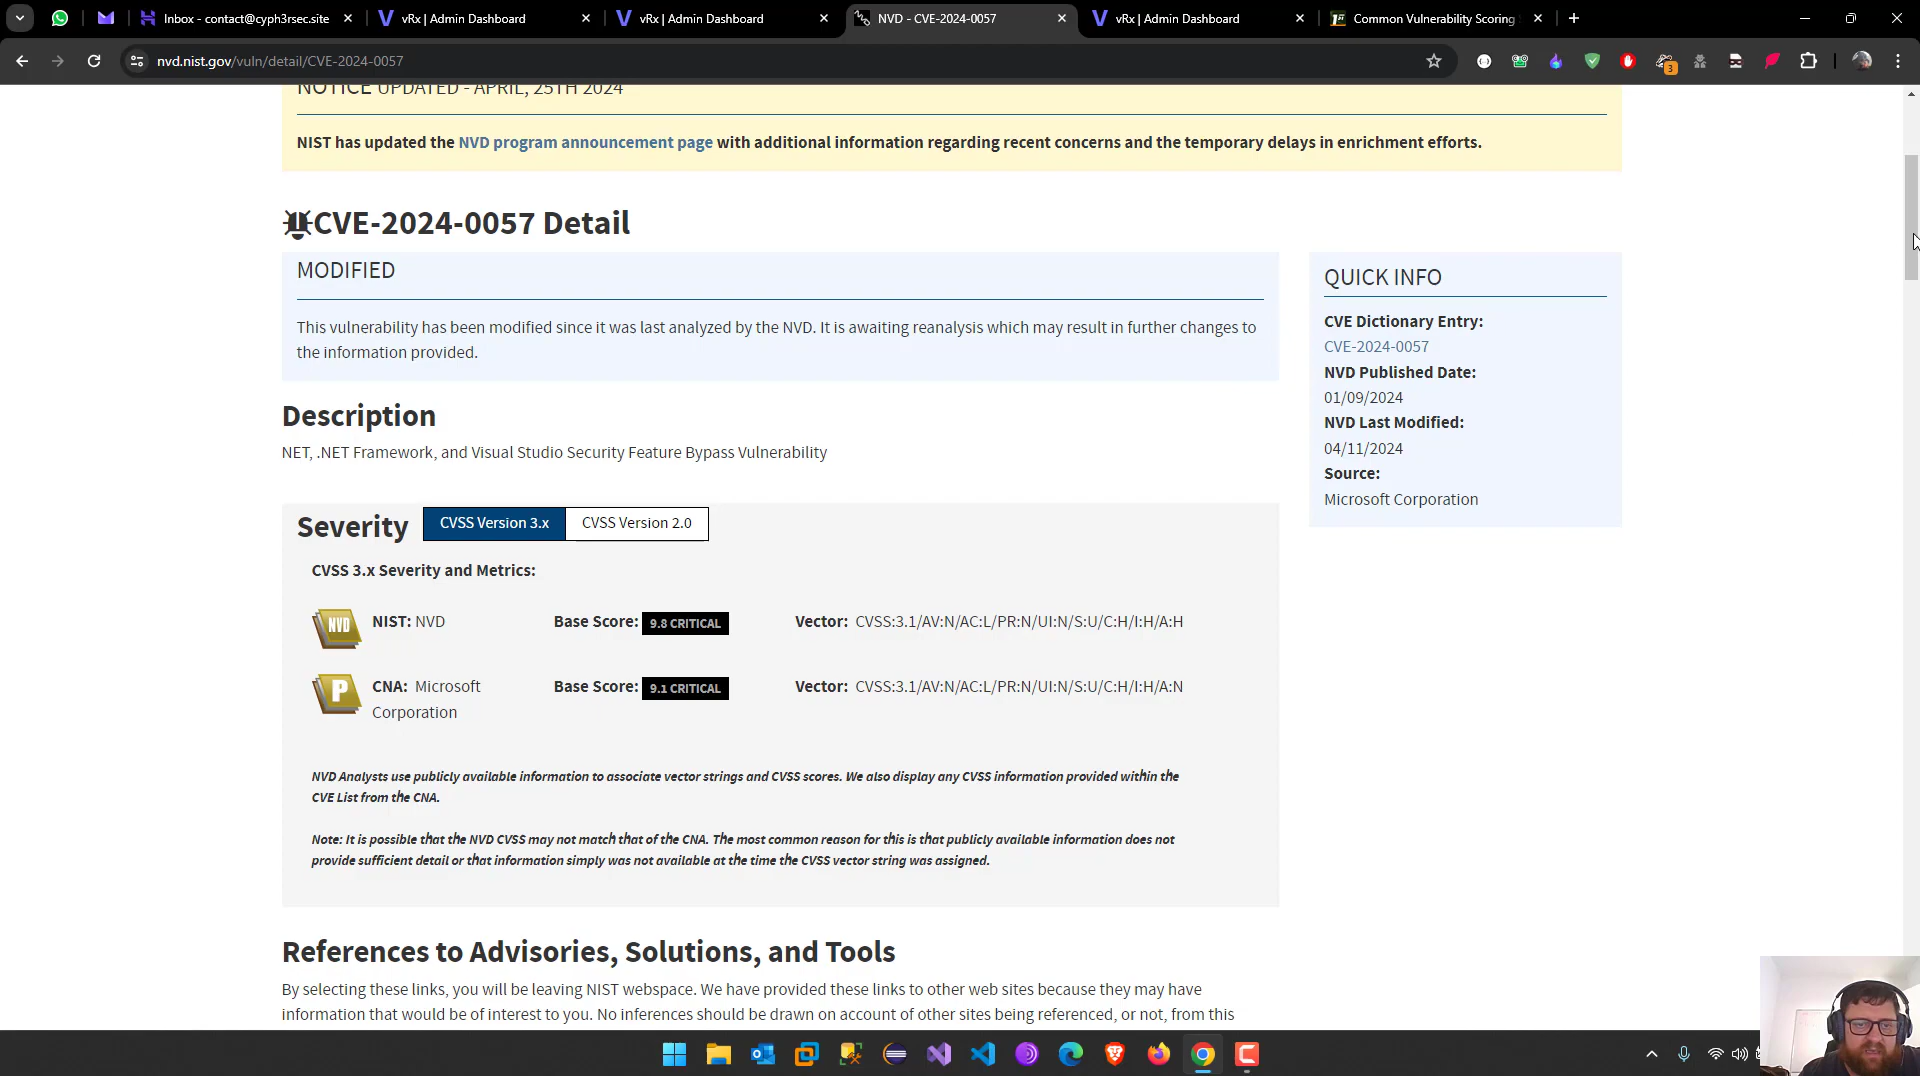 Inbox - contact@cyph3rsec.site
vRx | Admin Dashboard
vRx | Admin Dashboard
NVD - CVE-2024-0057
vRx | Admin Dashboard
Common Vulnerability Scoring
nvd.nist.gov/vuln/detail/CVE-2024-0057
3
NOTICE UPDATED - APRIL, 25TH 2024
NIST has updated the NVD program announcement page with additional information regarding recent concerns and the temporary delays in enrichment efforts.
CVE-2024-0057 Detail
MODIFIED
This vulnerability has been modified since it was last analyzed by the NVD. It is awaiting reanalysis which may result in further changes to
the information provided.
Description
NET, .NET Framework, and Visual Studio Security Feature Bypass Vulnerability
Severity
CVSS Version 3.x
CVSS Version 2.0
CVSS 3.x Severity and Metrics:
NVD
NIST: NVD
Base Score: 9.8 CRITICAL
Vector: CVSS:3.1/AV:N/AC:L/PR:N/UI:N/S:U/C:H/I:H/A:H
P
CNA: Microsoft
Corporation
Base Score: 9.1 CRITICAL
Vector: CVSS:3.1/AV:N/AC:L/PR:N/UI:N/S:U/C:H/I:H/A:N
NVD Analysts use publicly available information to associate vector strings and CVSS scores. We also display any CVSS information provided within the
CVE List from the CNA.
Note: It is possible that the NVD CVSS may not match that of the CNA. The most common reason for this is that publicly available information does not
provide sufficient detail or that information simply was not available at the time the CVSS vector string was assigned.
References to Advisories, Solutions, and Tools
By selecting these links, you will be leaving NIST webspace. We have provided these links to other web sites because they may have
information that would be of interest to you. No inferences should be drawn on account of other sites being referenced, or not, from this
QUICK INFO
CVE Dictionary Entry:
CVE-2024-0057
NVD Published Date:
01/09/2024
NVD Last Modified:
04/11/2024
Source:
Microsoft Corporation